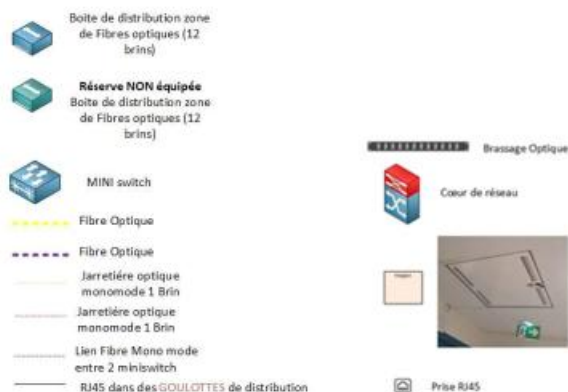 Boite de distribution zone
de Fibres optiques (12
brins)
Réserve NON équipée
Boite de distribution zone
de Fibres optiques (12
brins)
MINI switch
Fibre Optique
Fibre Optique
Jarretiére optique
monomode 1 Brin
Jarretiére optique
monomode 1 Brin
Lien Fibre Mono mode
entre 2 miniswitch
RJ45 dans des GOULOTTES de distribution
Brassage Optique
Cœur de réseau
Prise RJ45